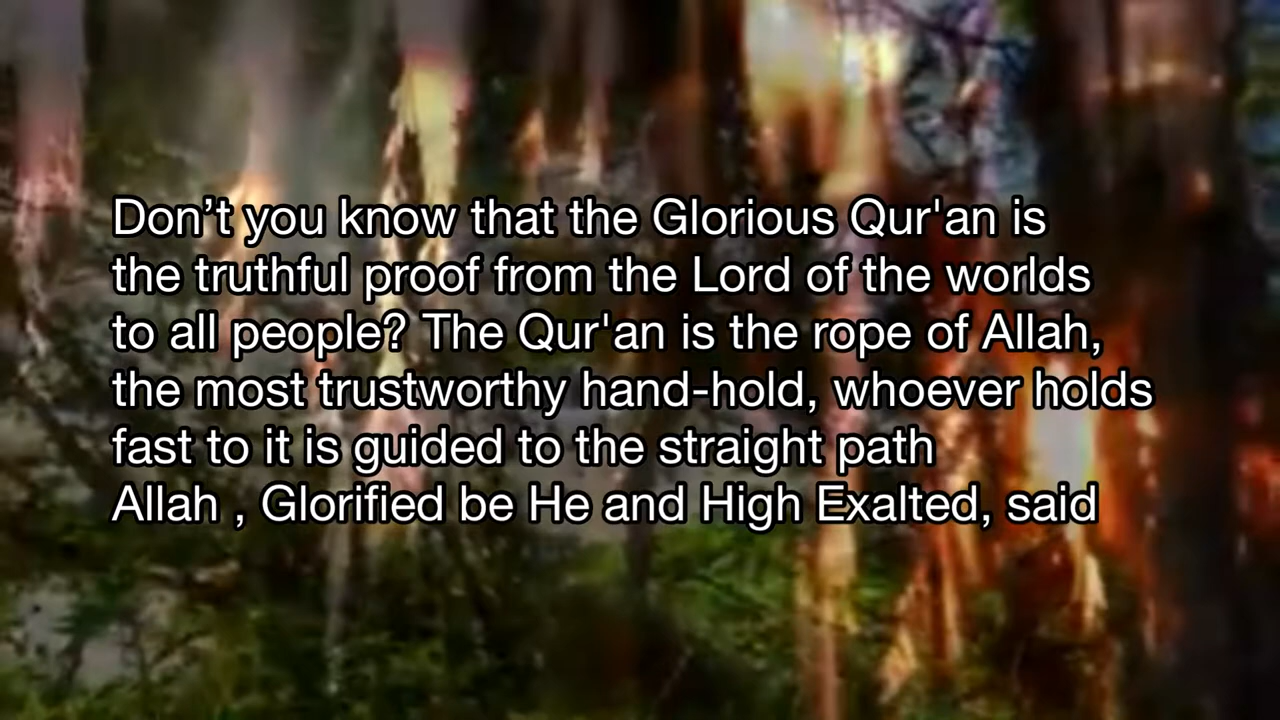 Don’t you know that the Glorious Qur'an is
the truthful proof from the Lord of the worlds
to all people? The Qur'an is the rope of Allah,
the most trustworthy hand-hold, whoever holds
fast to it is guided to the straight path
Allah , Glorified be He and High Exalted, said